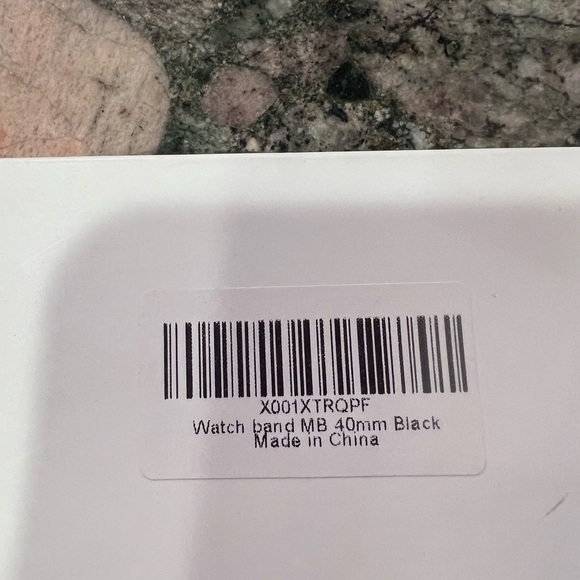 X001XTRQPF
Watch band MB 40mm Black
Made in China